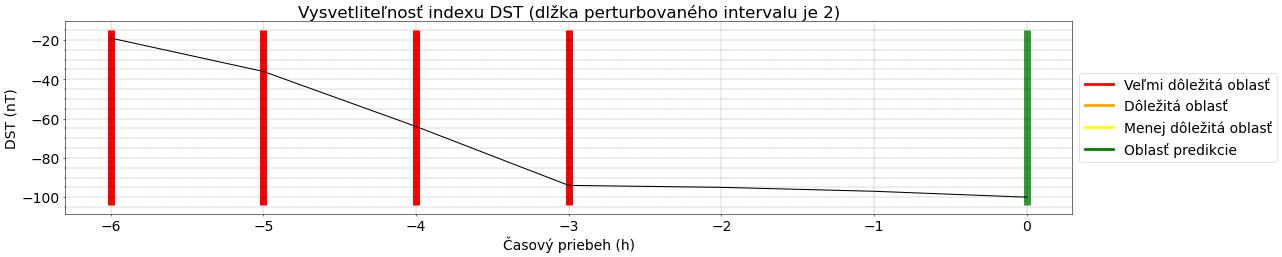 Vysvetliteľnosť indexu DST (dĺžka perturbovaného intervalu je 2)
DST (nT)
−20
−40
−60
−80
−100
−6 −5 −4 −3 −2 −1 0
Časový priebeh (h)
Veľmi dôležitá oblasť
Dôležitá oblasť
Menej dôležitá oblasť
Oblasť predikcie